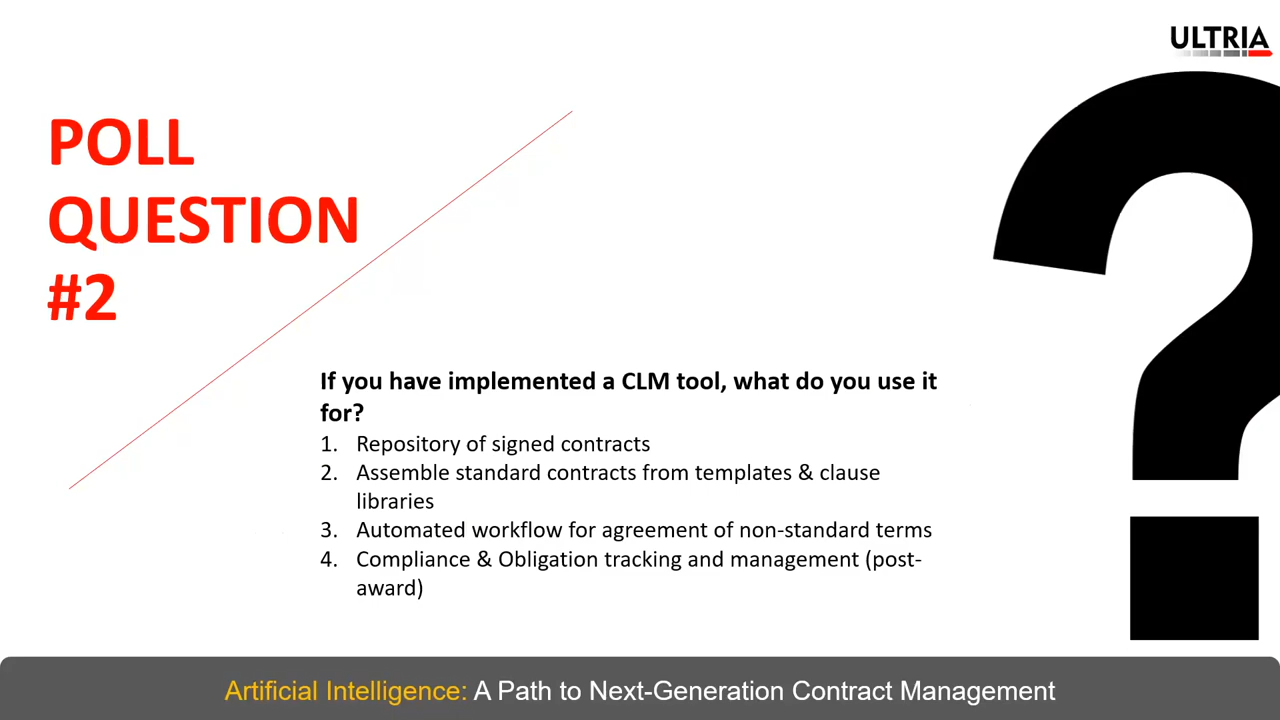 ULTRIA
POLL
QUESTION
#2
If you have implemented a CLM tool, what do you use it
for?
1. Repository of signed contracts
2. Assemble standard contracts from templates & clause
libraries
3. Automated workflow for agreement of non-standard terms
4. Compliance & Obligation tracking and management (post-
award)
Artificial Intelligence: A Path to Next-Generation Contract Management